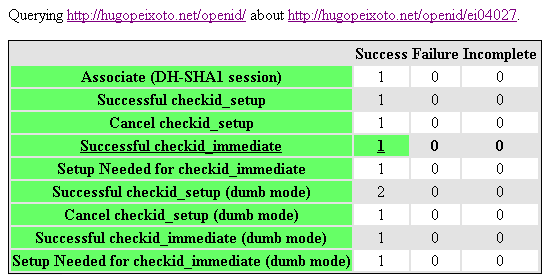 Querying http://hugopeixoto.net/openid/ about http://hugopeixoto.net/openid/ei04027.
Success Failure Incomplete
Associate (DH-SHA1 session) 1 0 0
Successful checkid_setup 1 0 0
Cancel checkid_setup 1 0 0
Successful checkid_immediate 1 0 0
Setup Needed for checkid_immediate 1 0 0
Successful checkid_setup (dumb mode) 2 0 0
Cancel checkid_setup (dumb mode) 1 0 0
Successful checkid_immediate (dumb mode) 1 0 0
Setup Needed for checkid_immediate (dumb mode) 1 0 0